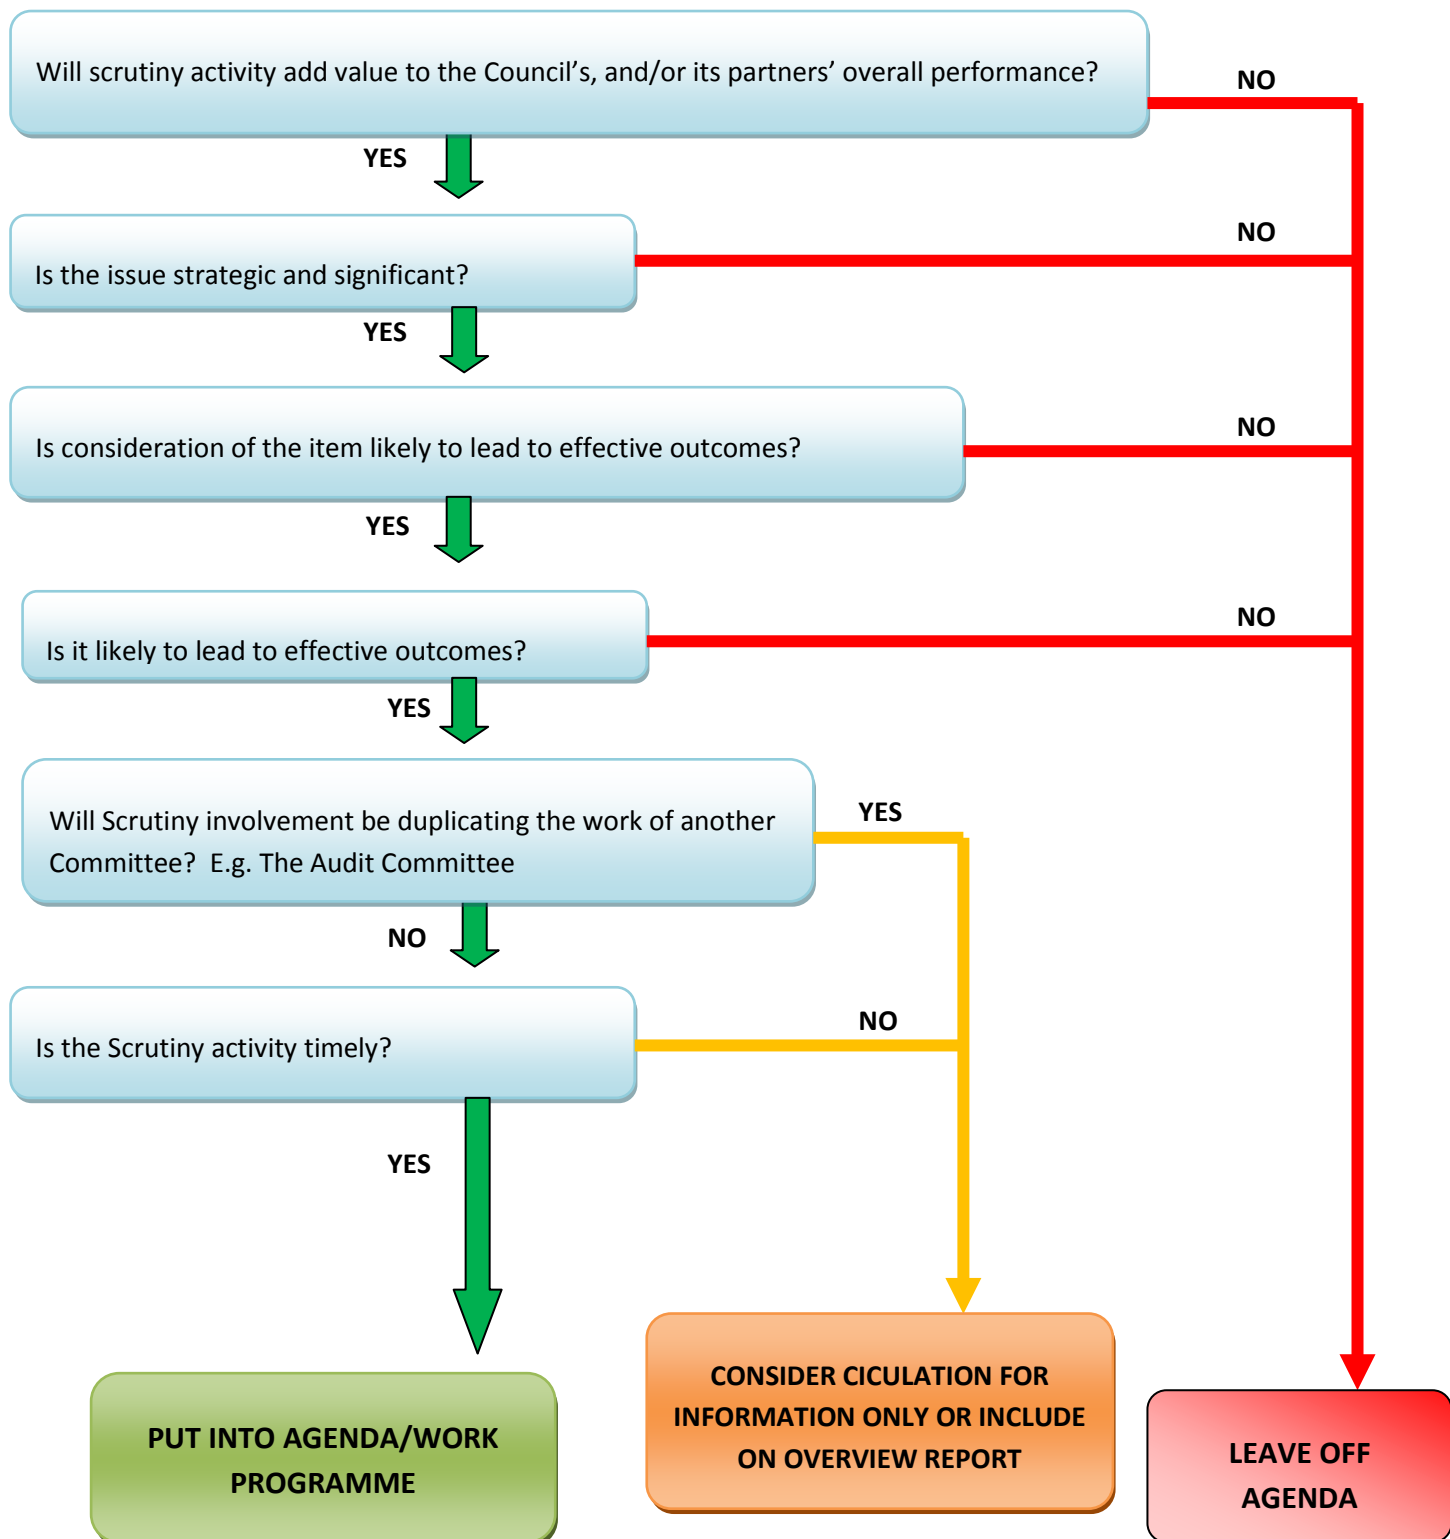 Will scrutiny activity add value to the Council’s, and/or its partners’ overall performance?
NO
YES
Is the issue strategic and significant?
NO
YES
Is consideration of the item likely to lead to effective outcomes?
NO
YES
Is it likely to lead to effective outcomes?
NO
YES
Will Scrutiny involvement be duplicating the work of another
Committee?  E.g. The Audit Committee
YES
NO
Is the Scrutiny activity timely?
NO
YES
PUT INTO AGENDA/WORK
PROGRAMME
CONSIDER CICULATION FOR
INFORMATION ONLY OR INCLUDE
ON OVERVIEW REPORT
LEAVE OFF
AGENDA